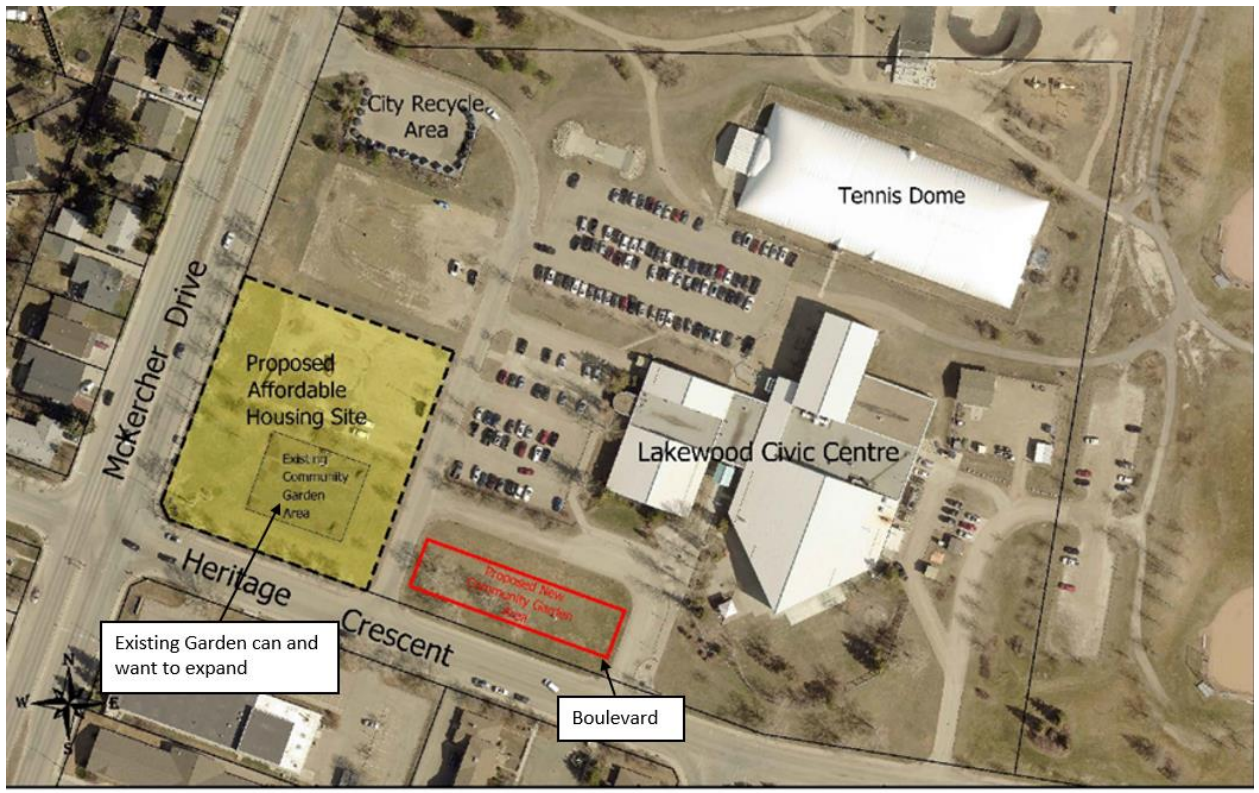 City Recycle
Area
Tennis Dome
McKercher Drive
Proposed
Affordable
Housing Site
Existing
Community
Garden
Area
Lakewood Civic Centre
Proposed New
Community Garden
Area
Heritage Crescent
Existing Garden can and
want to expand
Boulevard
N
W
E
S